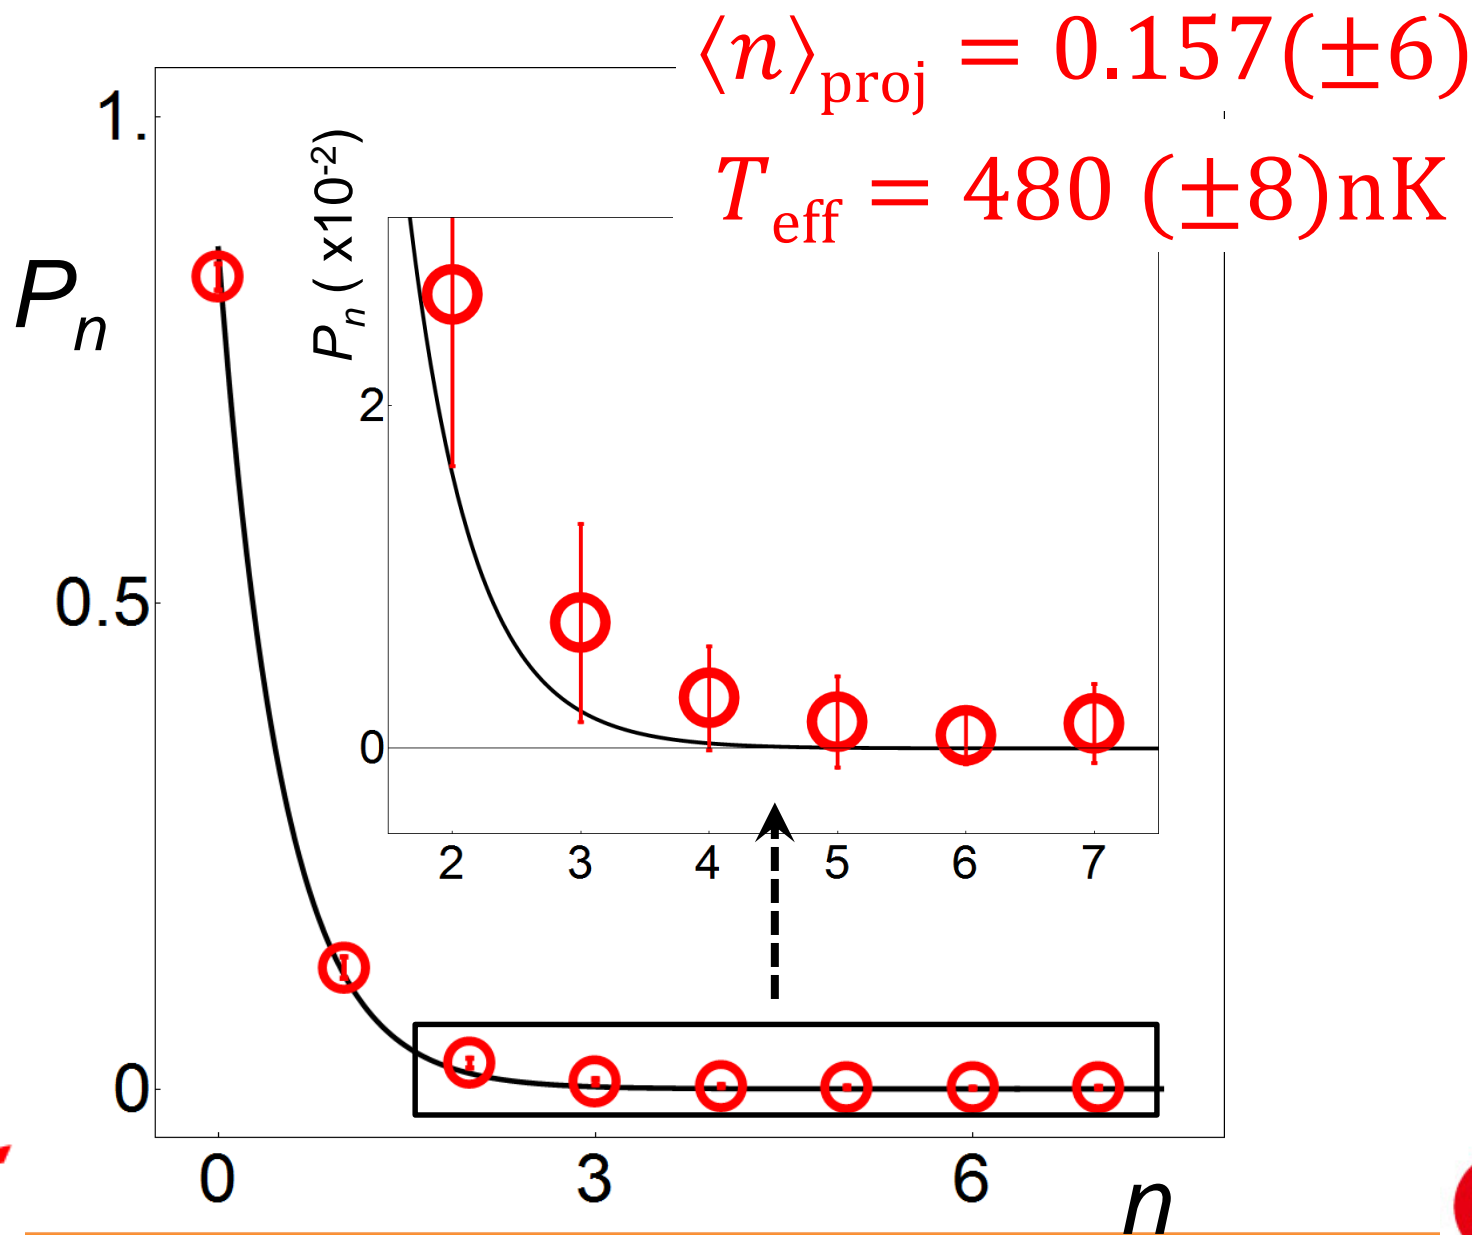 ⟨n⟩proj = 0.157(±6)
Teff = 480 (±8)nK
Pn
1.
0.5
0
0 3 6
n
Pn ( x10-2)
2
0
2 3 4 5 6 7